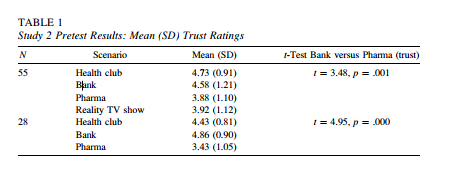 TABLE 1
Study 2 Pretest Results: Mean (SD) Trust Ratings
N Scenario Mean (SD) t-Test Bank versus Pharma (trust)
55 Health club 4.73 (0.91) t = 3.48, p = .001
Bank 4.58 (1.21)
Pharma 3.88 (1.10)
Reality TV show 3.92 (1.12)
28 Health club 4.43 (0.81) t = 4.95, p = .000
Bank 4.86 (0.90)
Pharma 3.43 (1.05)